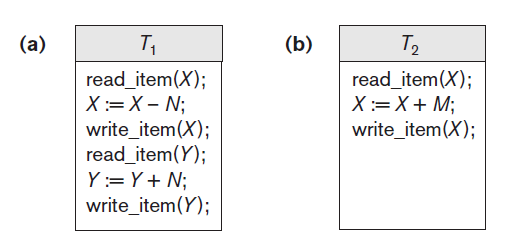 (a)
T1
read_item(X);
X := X – N;
write_item(X);
read_item(Y);
Y := Y + N;
write_item(Y);
(b)
T2
read_item(X);
X := X + M;
write_item(X);